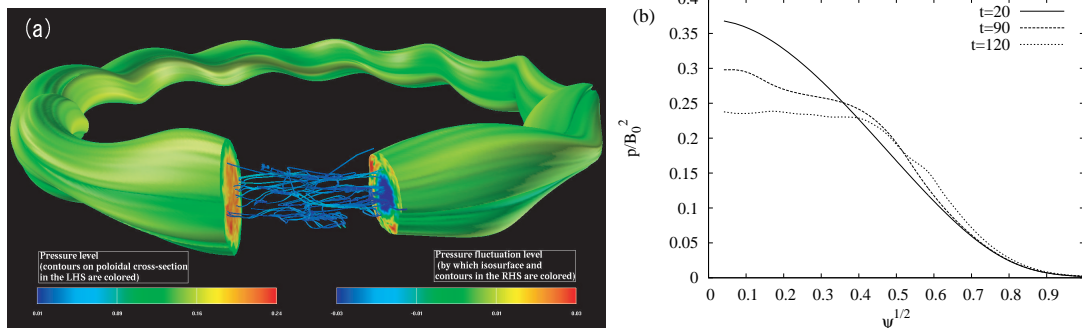 (a)
Pressure level
(contours on poloidal cross-section
in the LHS are colored)
0.01 0.09 0.16 0.24
Pressure fluctuation level
(by which isosurface and
contours in the RHS are colored)
-0.03 -0.01 0.01 0.03
(b)
t=20
t=90
t=120
0.4
0.35
0.3
0.25
0.2
0.15
0.1
0.05
0
p/B₀²
0 0.1 0.2 0.3 0.4 0.5 0.6 0.7 0.8 0.9
Ψ^{1/2}